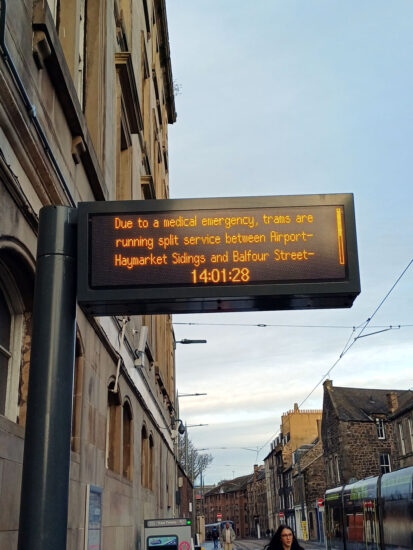 Due to a medical emergency, trams are
running split service between Airport-
Haymarket Sidings and Balfour Street-
14:01:28